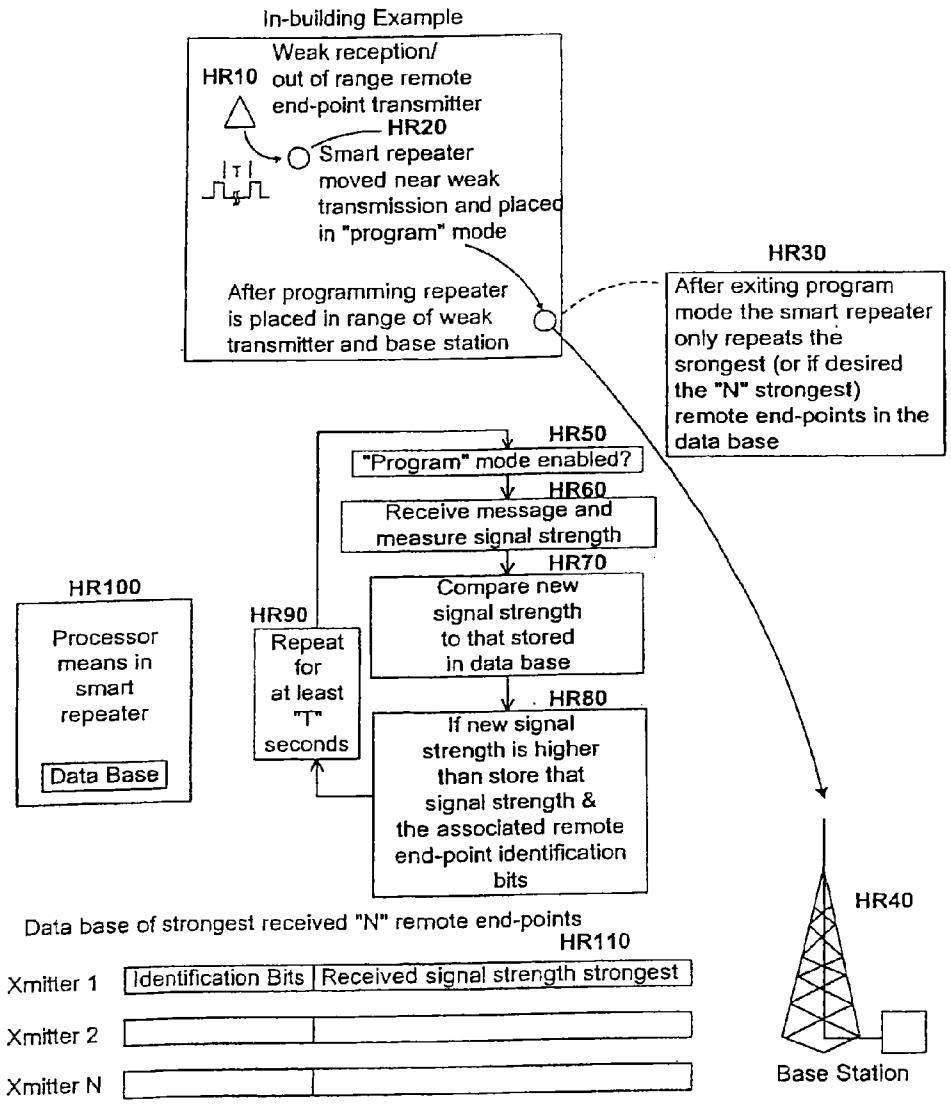 In-building Example
Weak reception/
HR10
out of range remote
end-point transmitter
HR20
T
Smart repeater
moved near weak
transmission and placed
in "program" mode
HR30
After exiting program
mode the smart repeater
only repeats the
srongest (or if desired
the "N" strongest)
remote end-points in the
data base
After programming repeater
is placed in range of weak
transmitter and base station
HR50
"Program" mode enabled?
HR60
Receive message and
measure signal strength
HR70
Compare new
signal strength
to that stored
in data base
HR80
If new signal
strength is higher
than store that
signal strength &
the associated remote
end-point identification
bits
HR90
Repeat
for
at least
"T"
seconds
HR100
Processor
means in
smart
repeater
Data Base
HR40
Base Station
Data base of strongest received "N" remote end-points
HR110
Xmitter 1
Identification Bits
Received signal strength strongest
Xmitter 2
Xmitter N